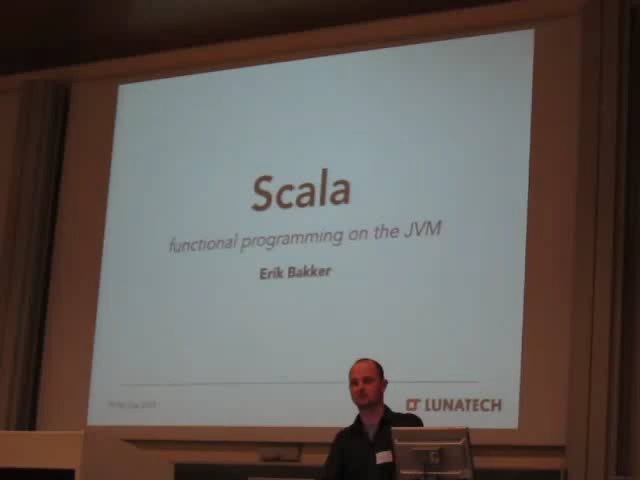 Scala
functional programming on the JVM
Erik Bakker
LUNATECH